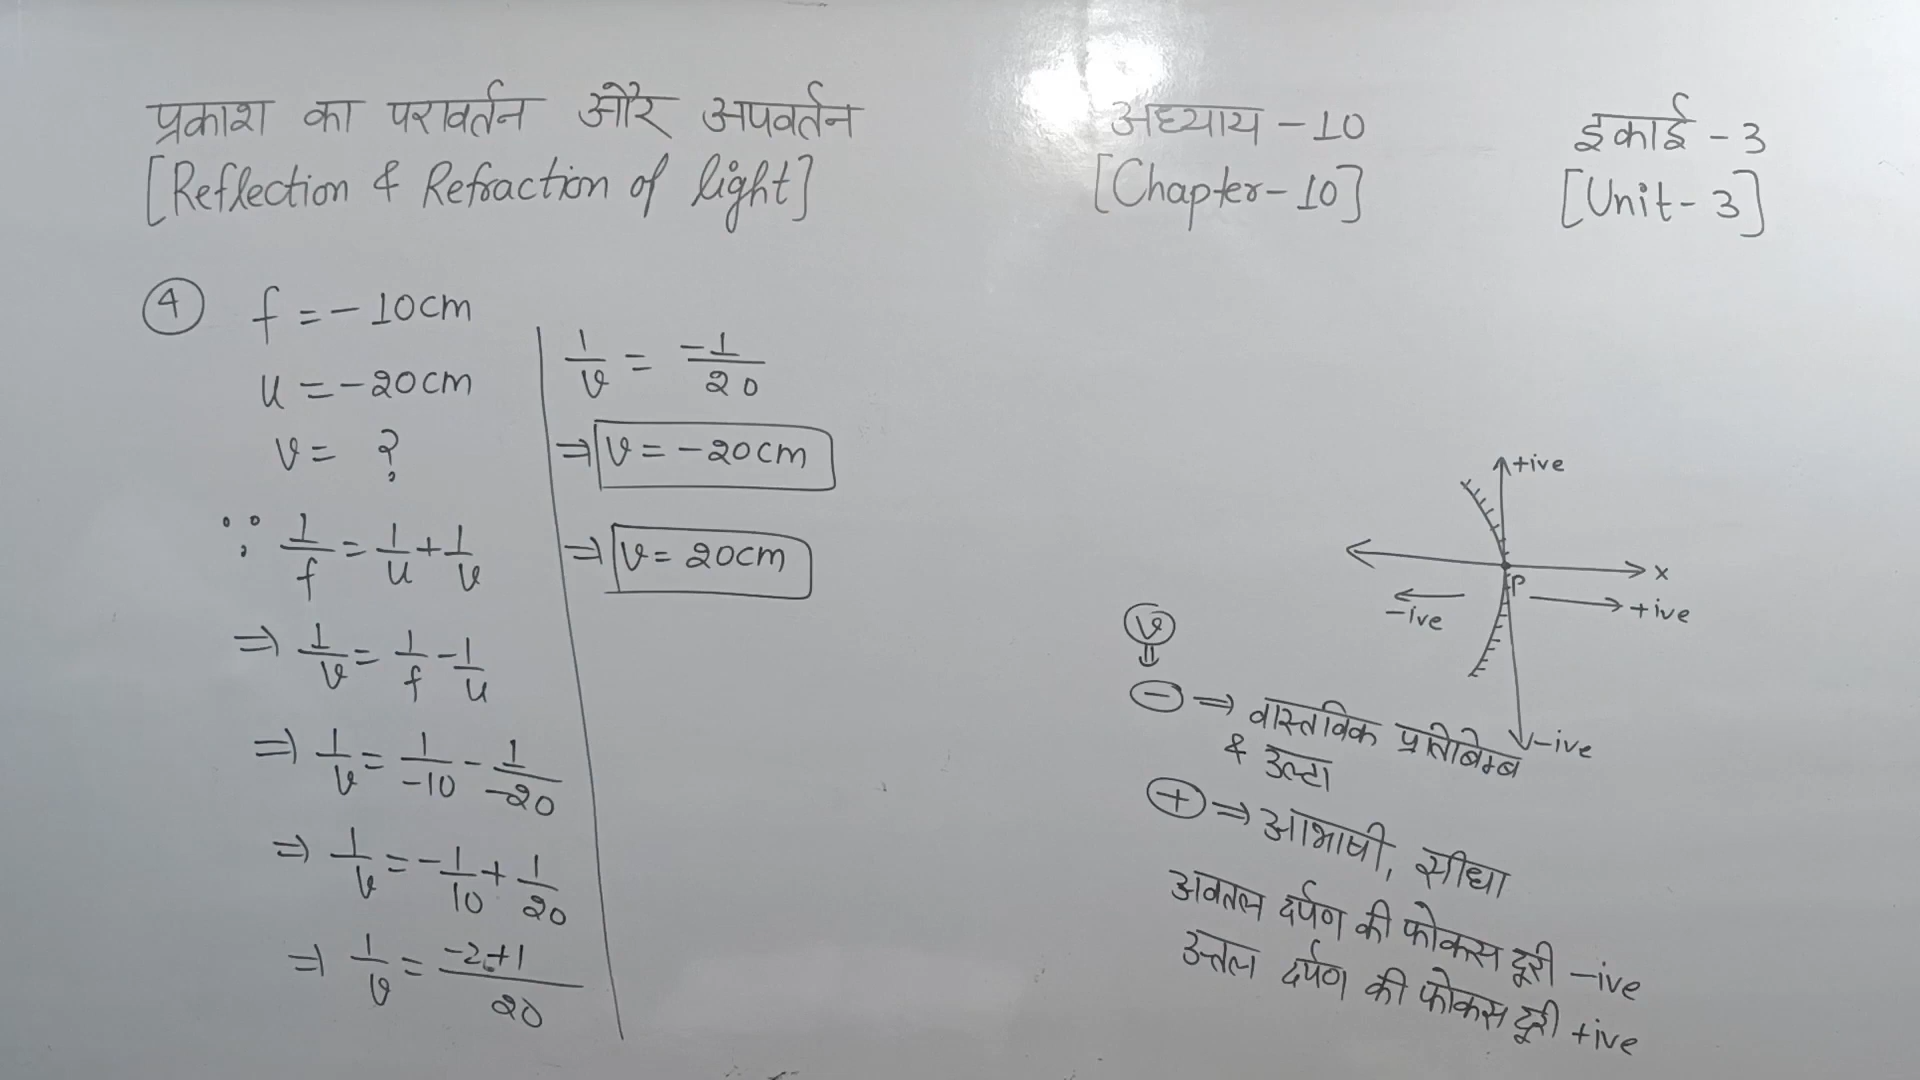 प्रकाश का परावर्तन और अपवर्तन
[Reflection & Refraction of light]
अध्याय - 10
[Chapter - 10]
इकाई - 3
[Unit - 3]
④ f = - 10cm
u = - 20cm
v = ?
∵ 1/f = 1/u + 1/v
⇒ 1/v = 1/f - 1/u
⇒ 1/v = 1/-10 - 1/-20
⇒ 1/v = -1/10 + 1/20
⇒ 1/v = -2+1/20
1/v = -1/20
⇒ v = - 20cm
⇒ v = 20cm
+ive
x
P
-ive
+ive
-ive
v
⊖ ⇒ वास्तविक प्रतिबिम्ब
& उल्टा
⊕ ⇒ आभाषी, सीधा
अवतल दर्पण की फोकस दूरी -ive
उत्तल दर्पण की फोकस दूरी +ive